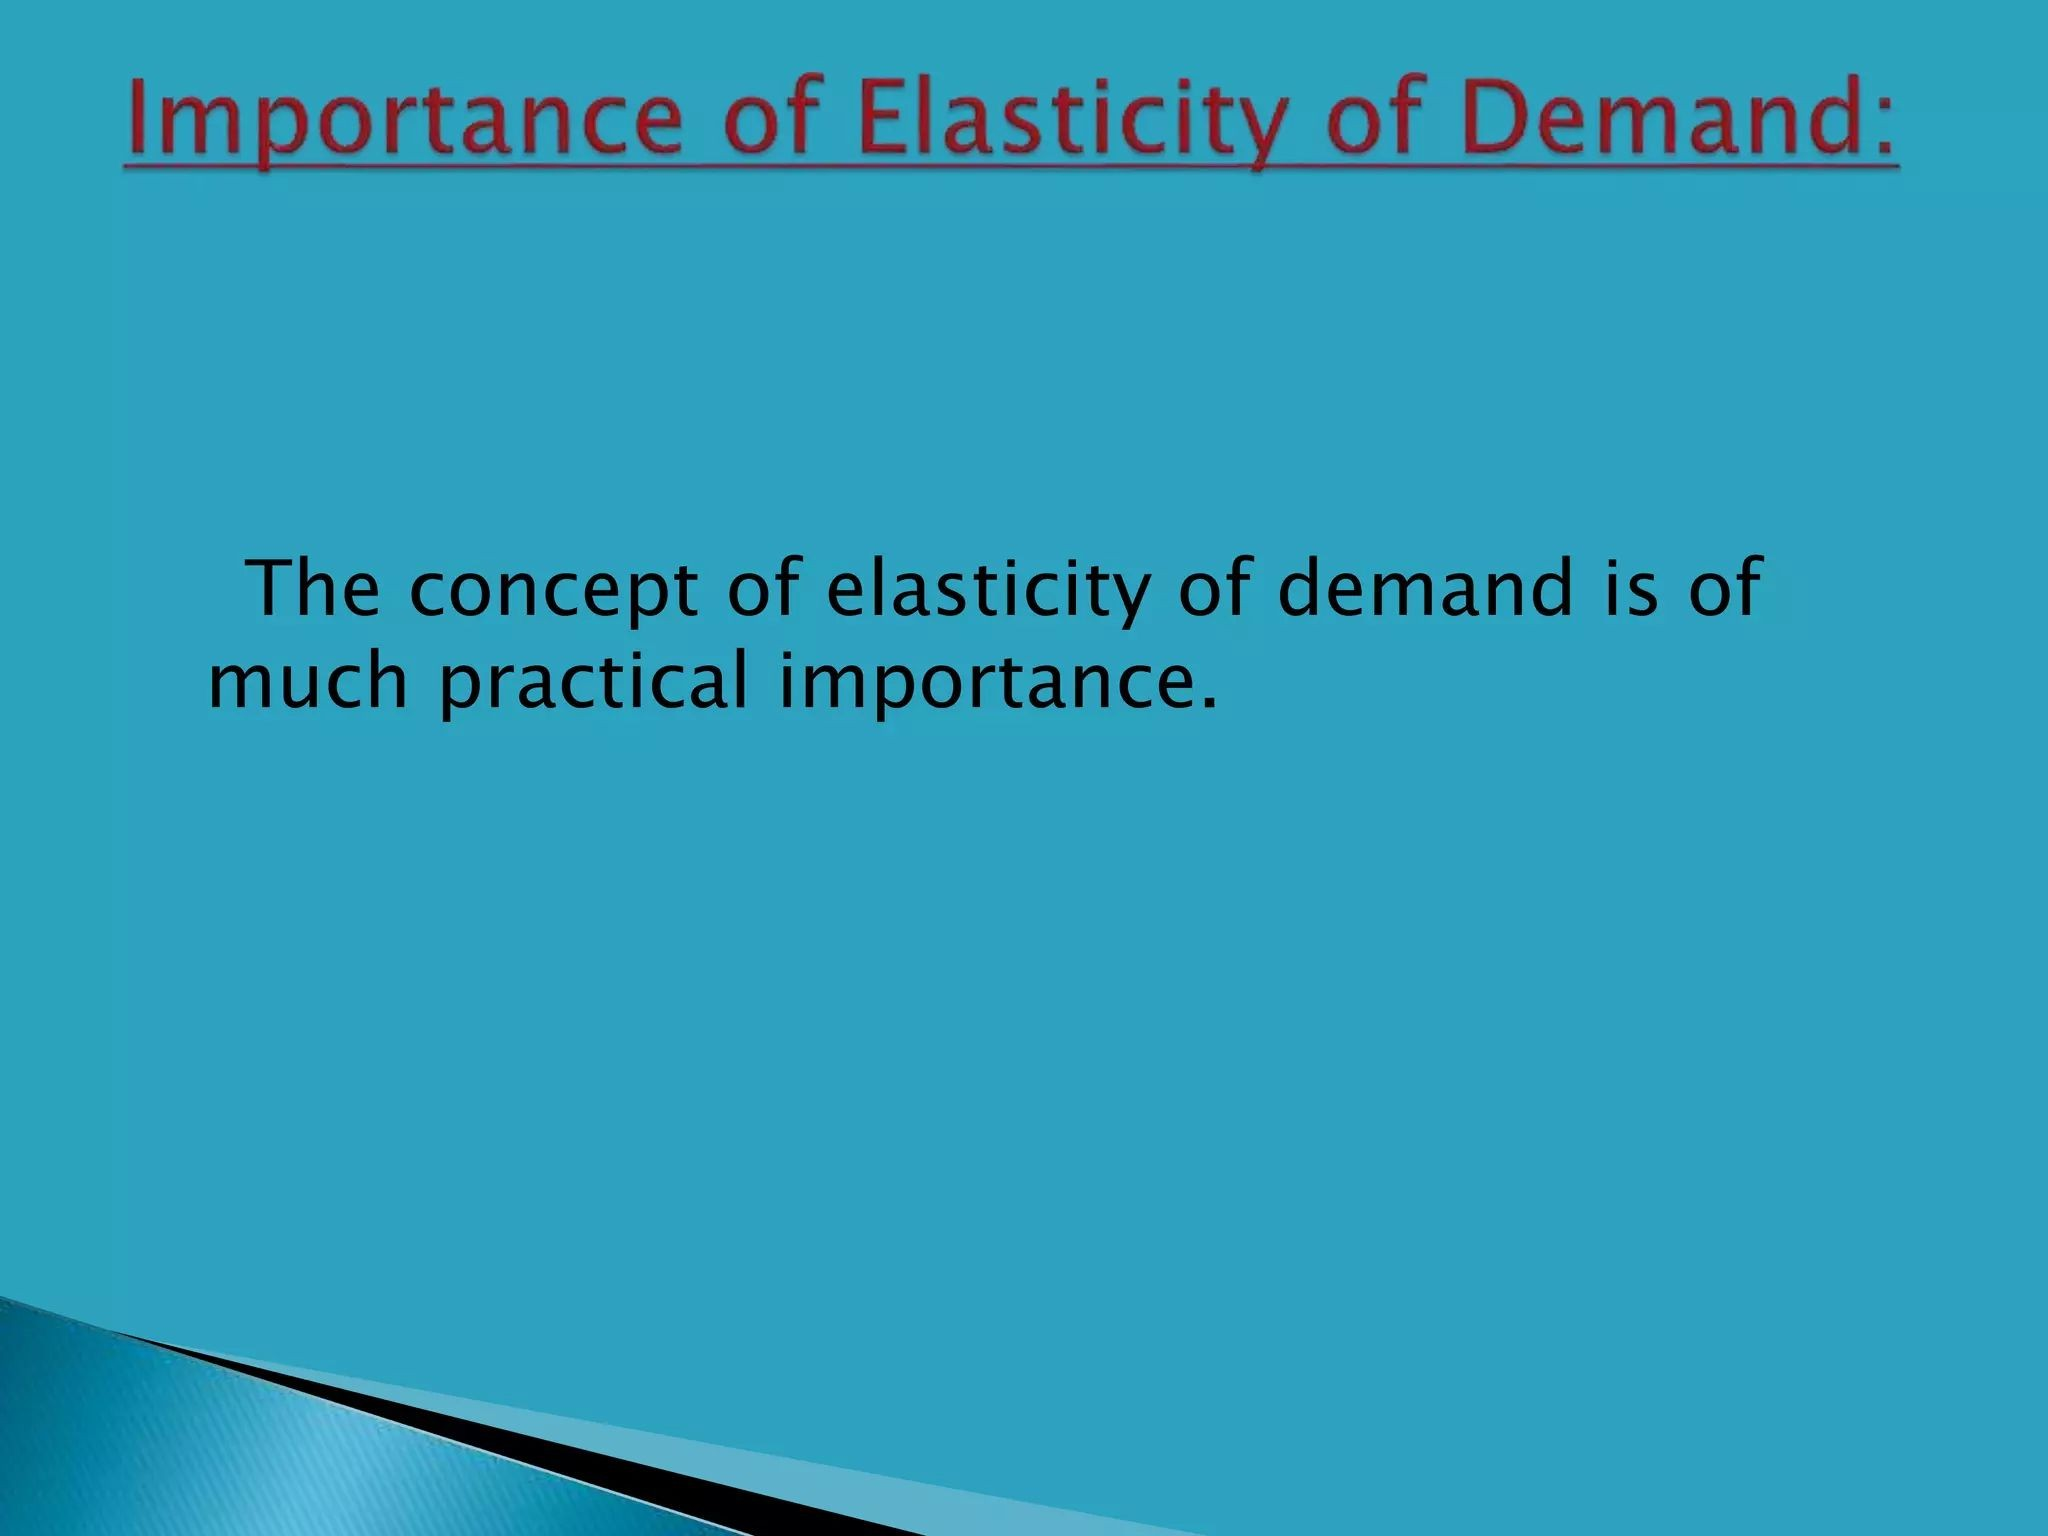 Importance of Elasticity of Demand:
The concept of elasticity of demand is of
much practical importance.